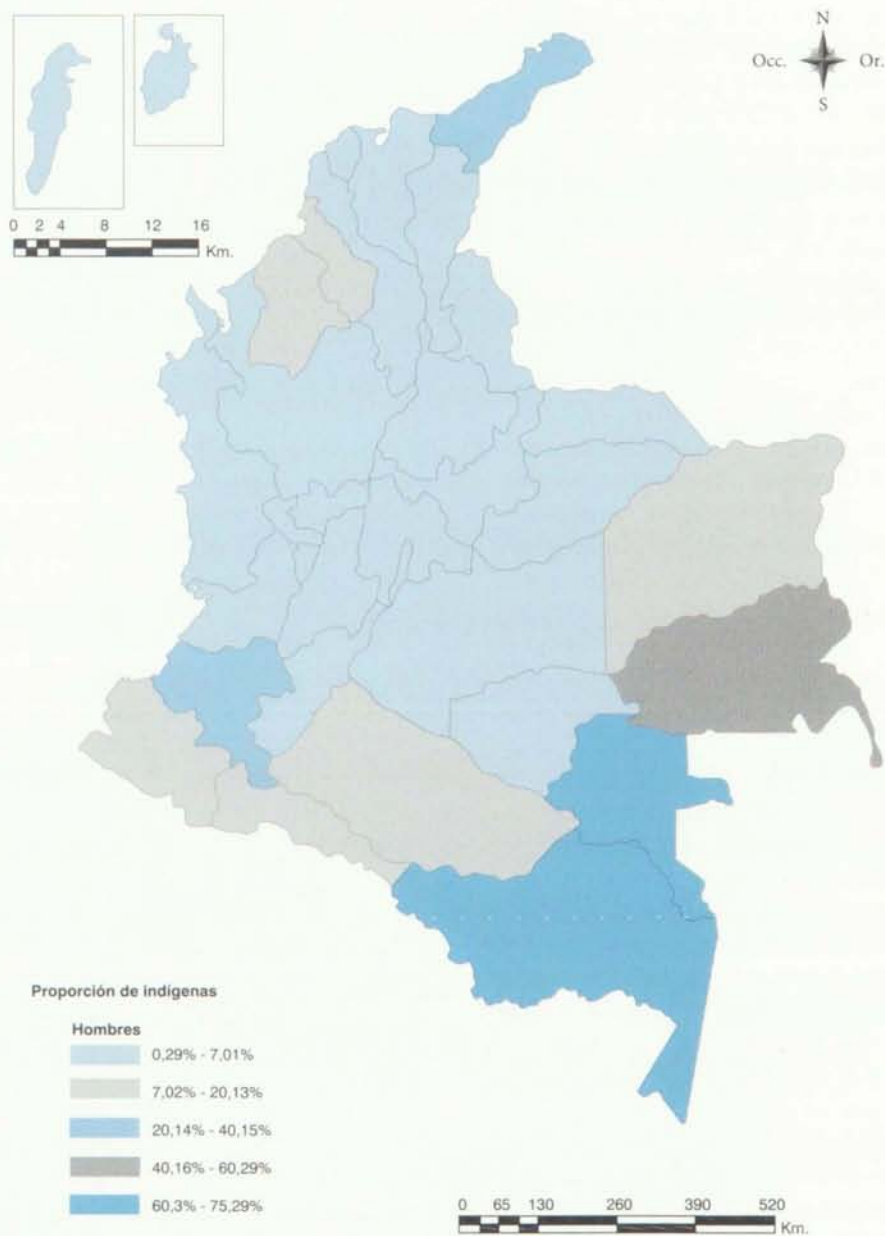 N
Occ. Or.
S
0 2 4 8 12 16
Km.
Proporción de indígenas
Hombres
0,29% - 7,01%
7,02% - 20,13%
20,14% - 40,15%
40,16% - 60,29%
60,3% - 75,29%
0 65 130 260 390 520
Km.